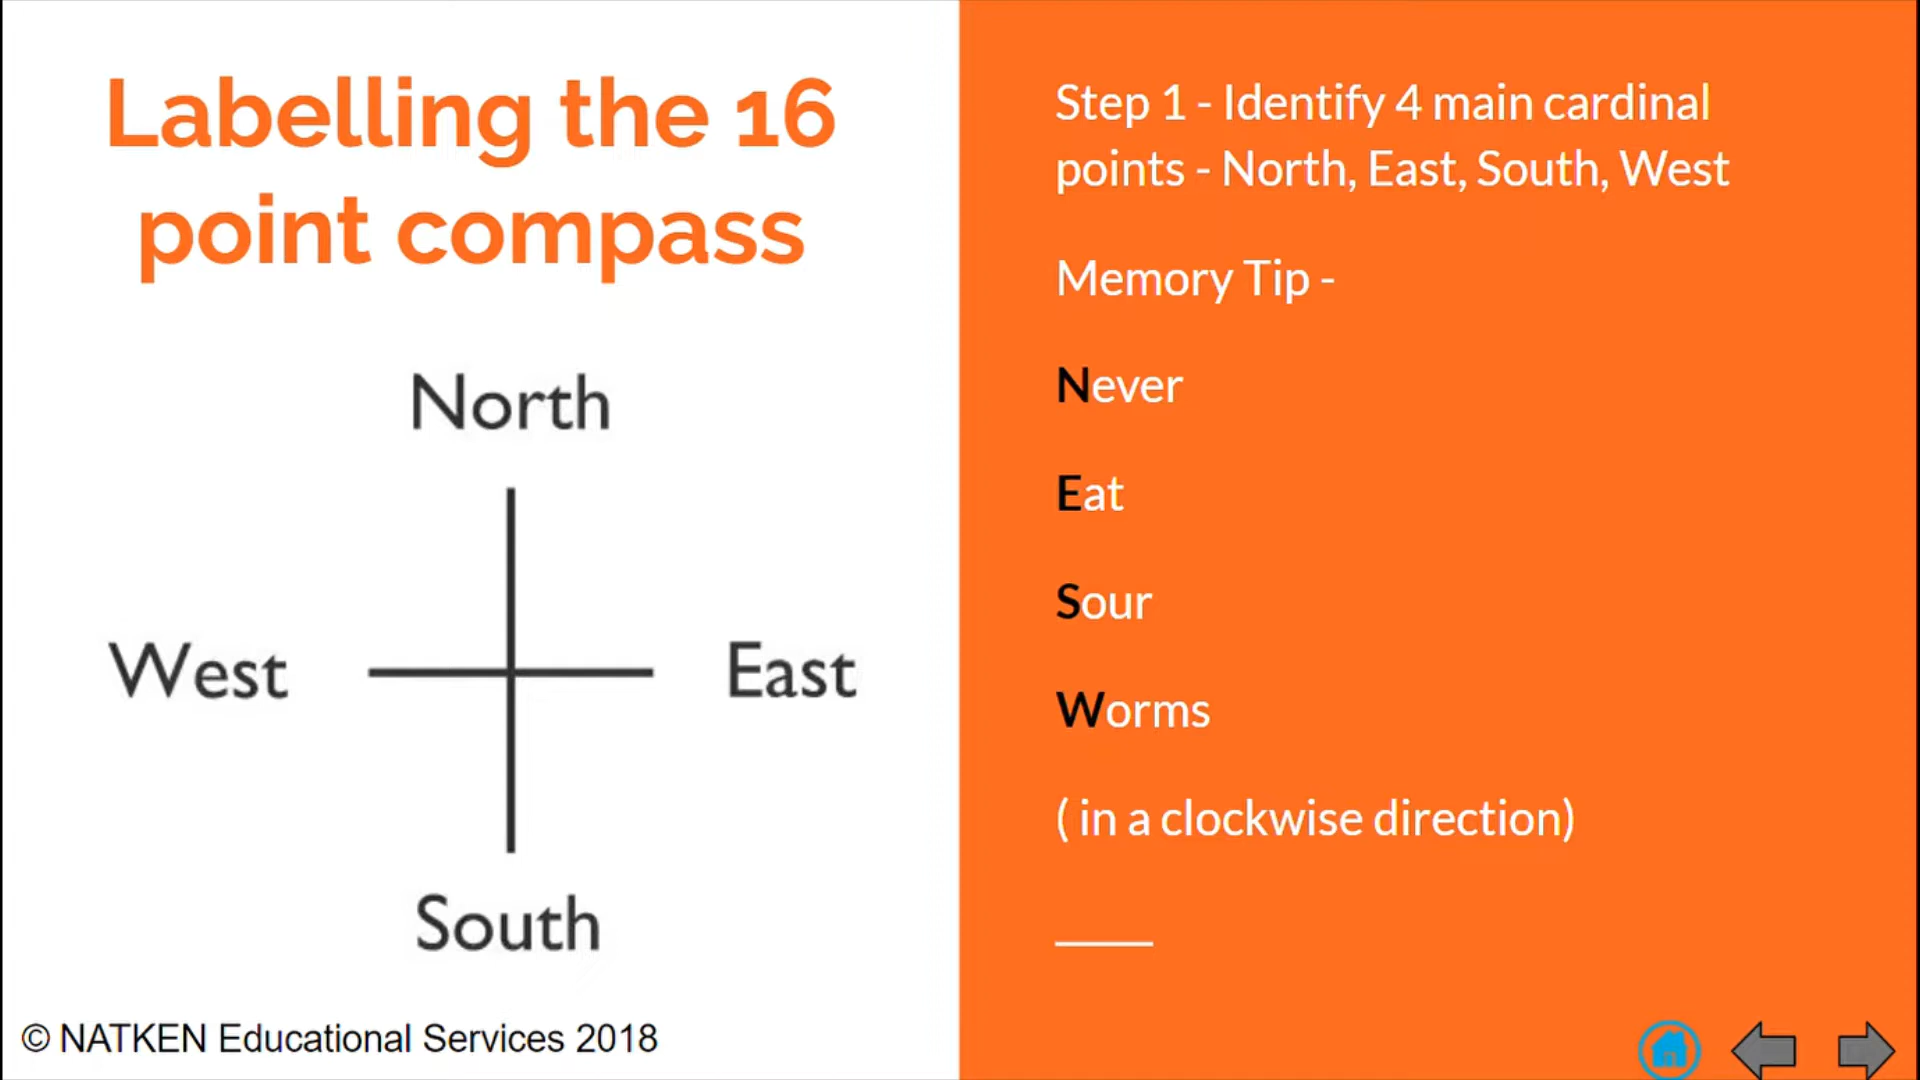 Labelling the 16
point compass
North
West
East
South
© NATKEN Educational Services 2018
Step 1 - Identify 4 main cardinal
points - North, East, South, West
Memory Tip -
Never
Eat
Sour
Worms
( in a clockwise direction)